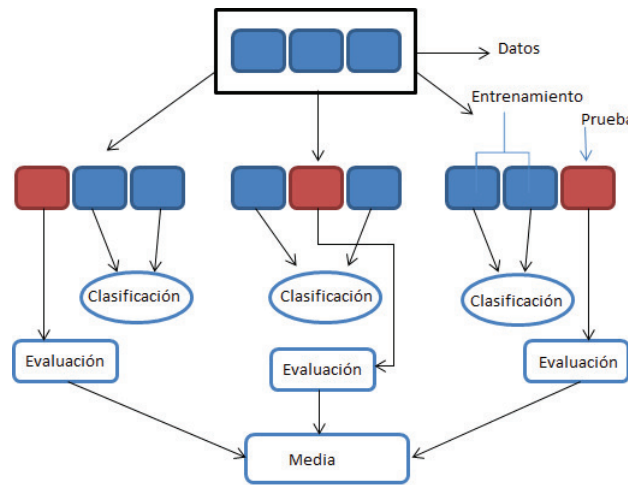 Datos
Entrenamiento
Prueba
Clasificación
Clasificación
Clasificación
Evaluación
Evaluación
Evaluación
Media